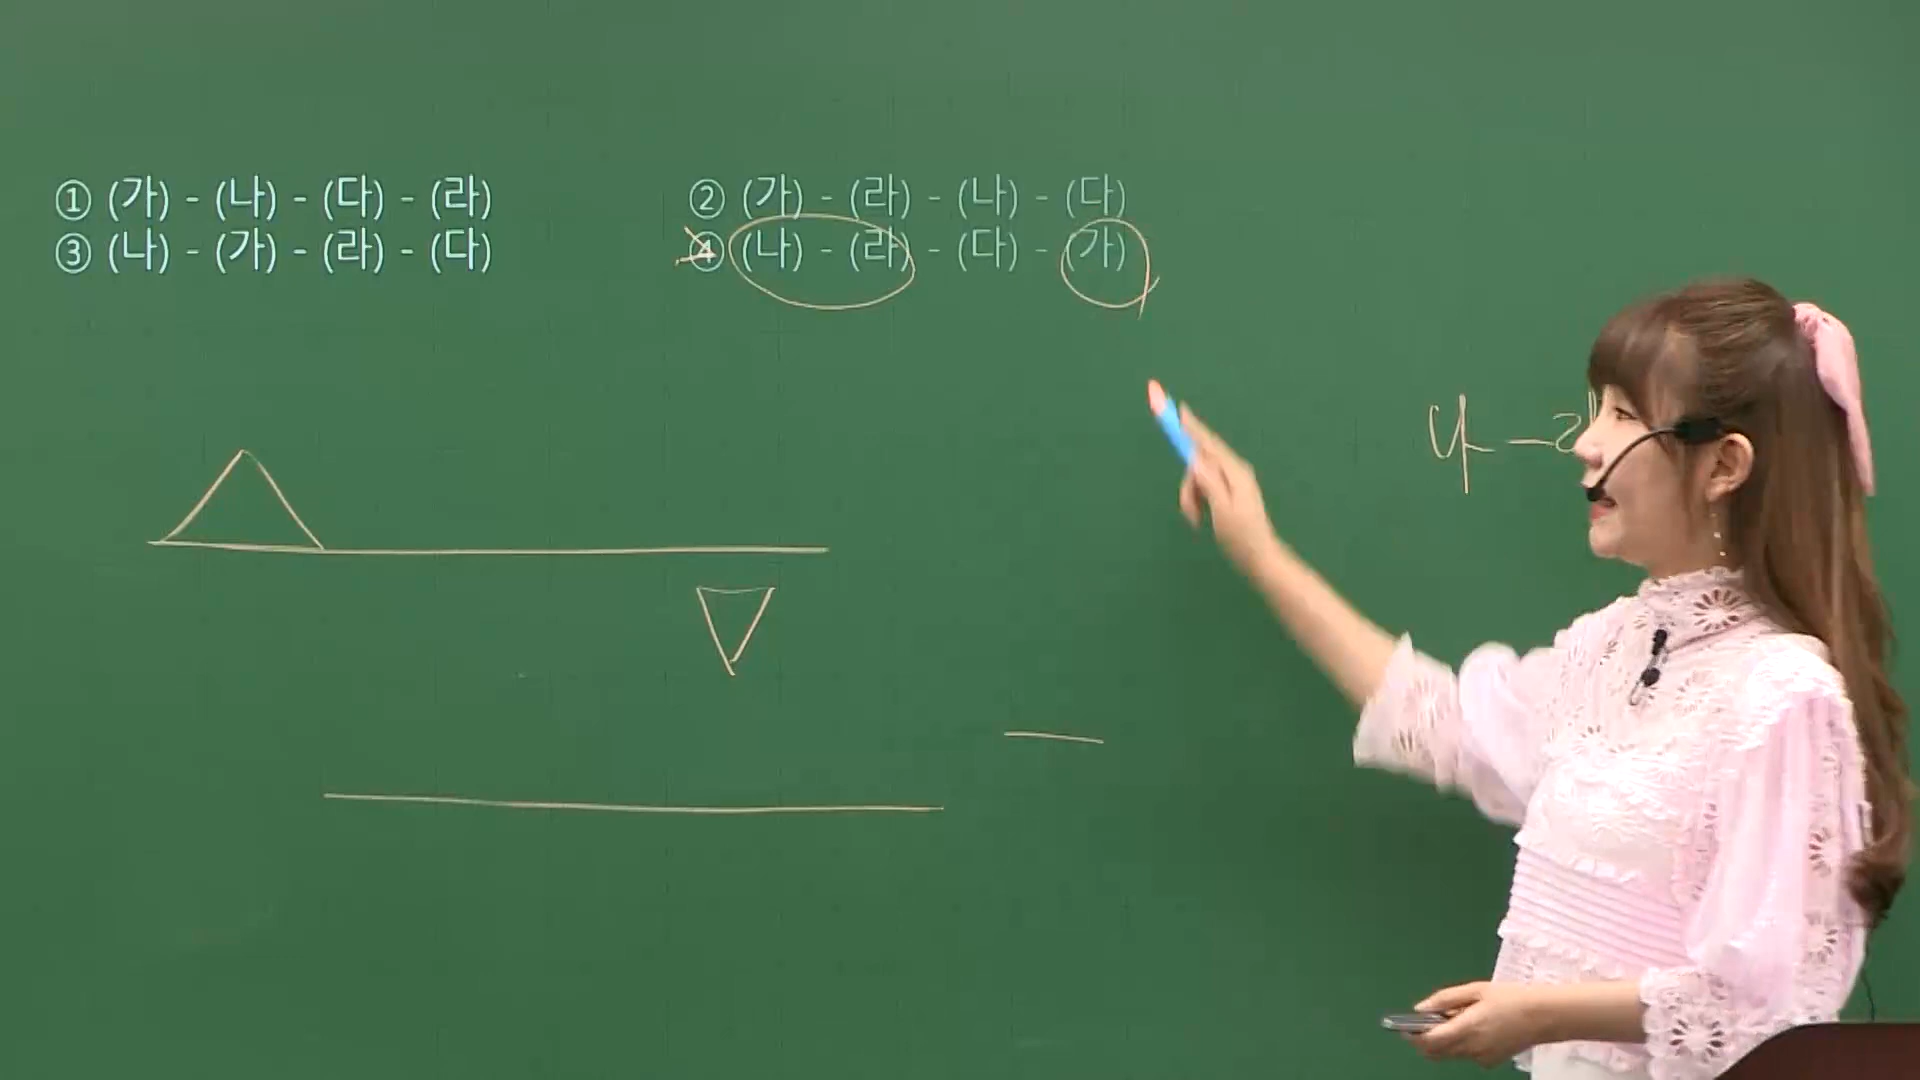 ① (가) - (나) - (다) - (라)
② (가) - (라) - (나) - (다)
③ (나) - (가) - (라) - (다)
④ (나) - (라) - (다) - (가)
나 -